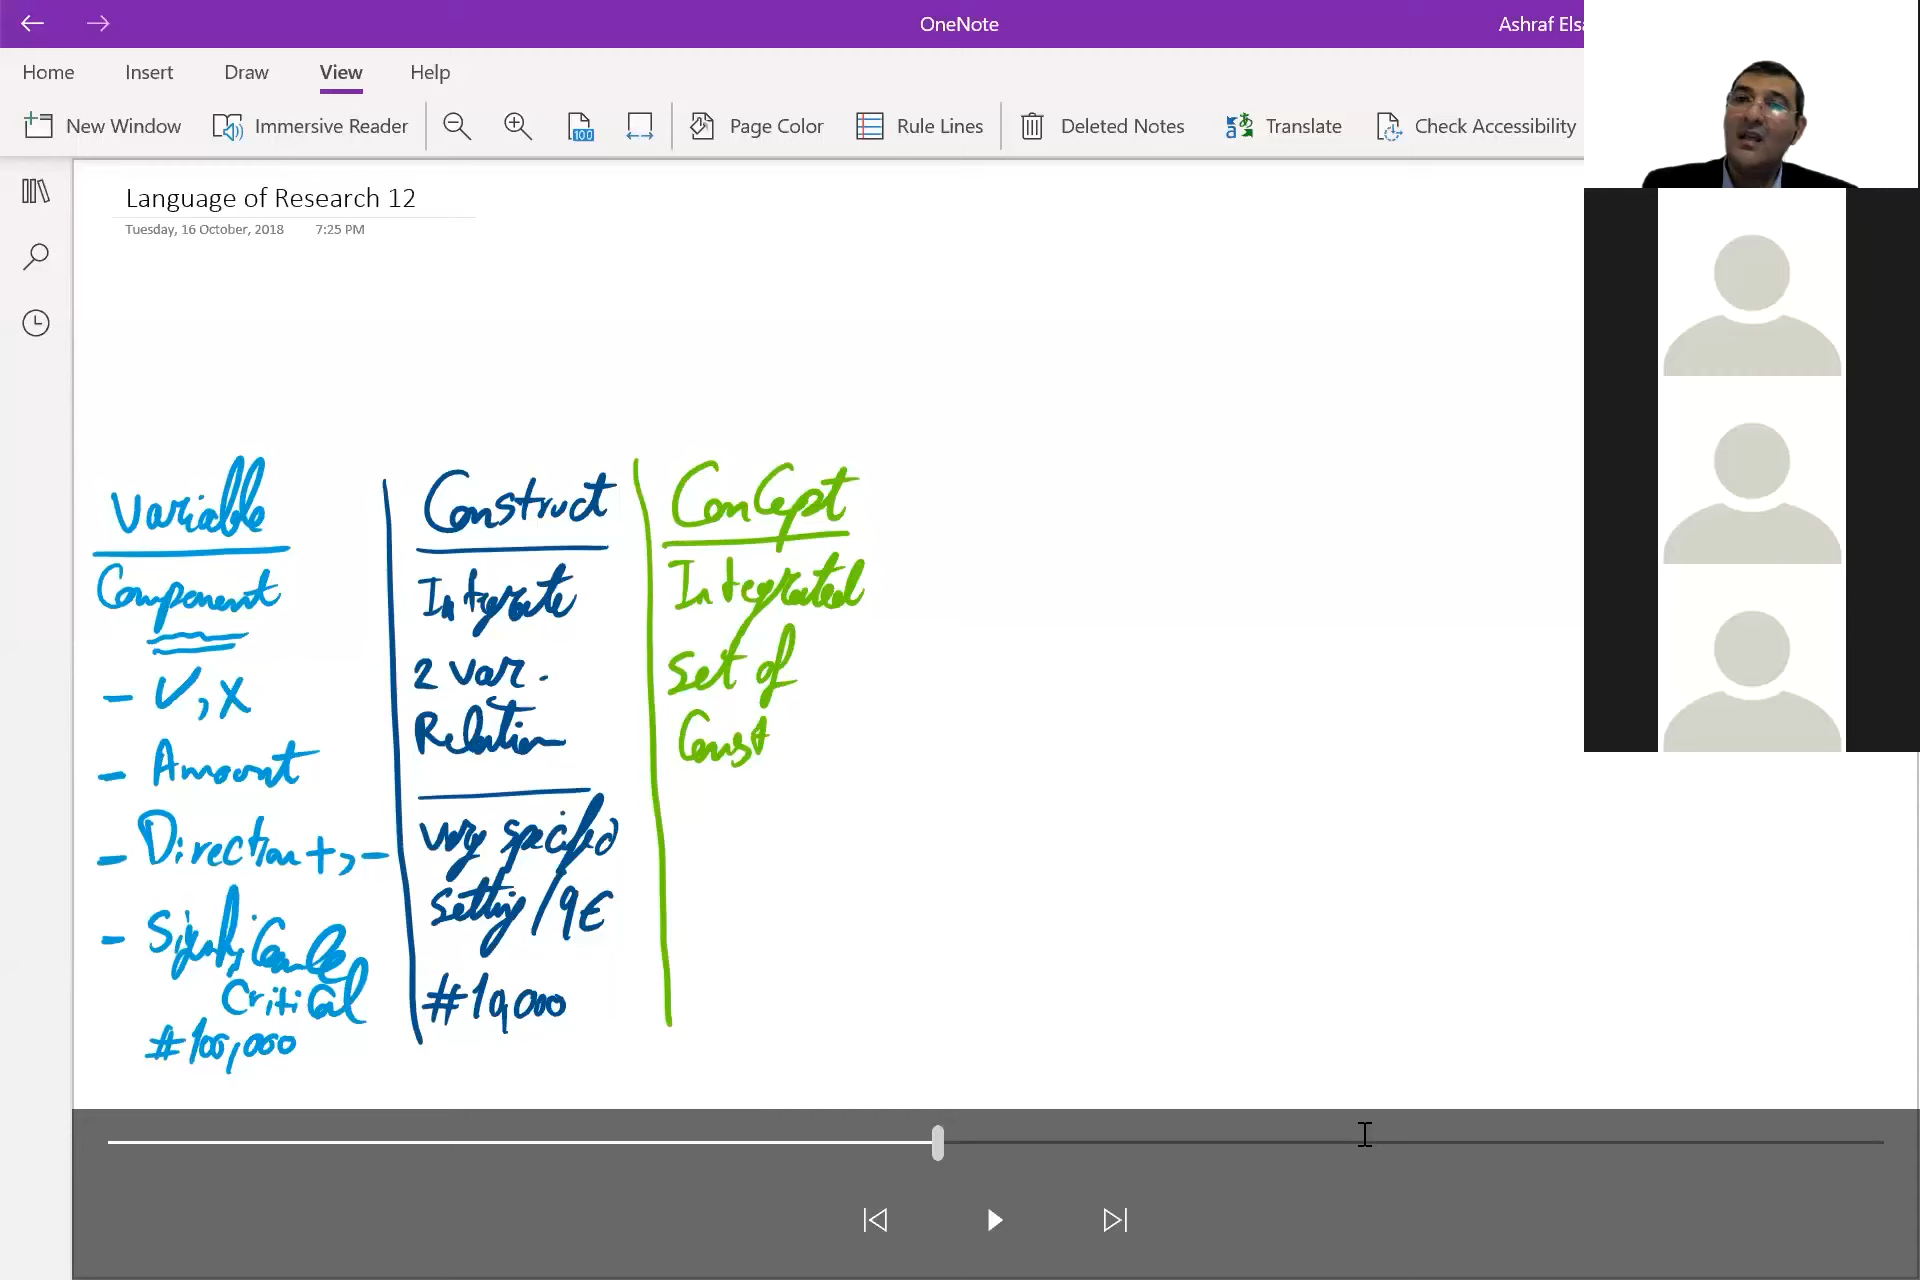 OneNote
Ashraf Elsa
Home Insert Draw View Help
New Window Immersive Reader 100 Page Color Rule Lines Deleted Notes Translate Check Accessibility
Language of Research 12
Tuesday, 16 October, 2018 7:25 PM
Variable
Component
- V, X
- Amount
- Direction +, -
- Significance
Critical
#100,000
Construct
Integrate
2 var.
Relation
Very specified
Setting /
#10,000
Concept
Integrated
Set of
Const